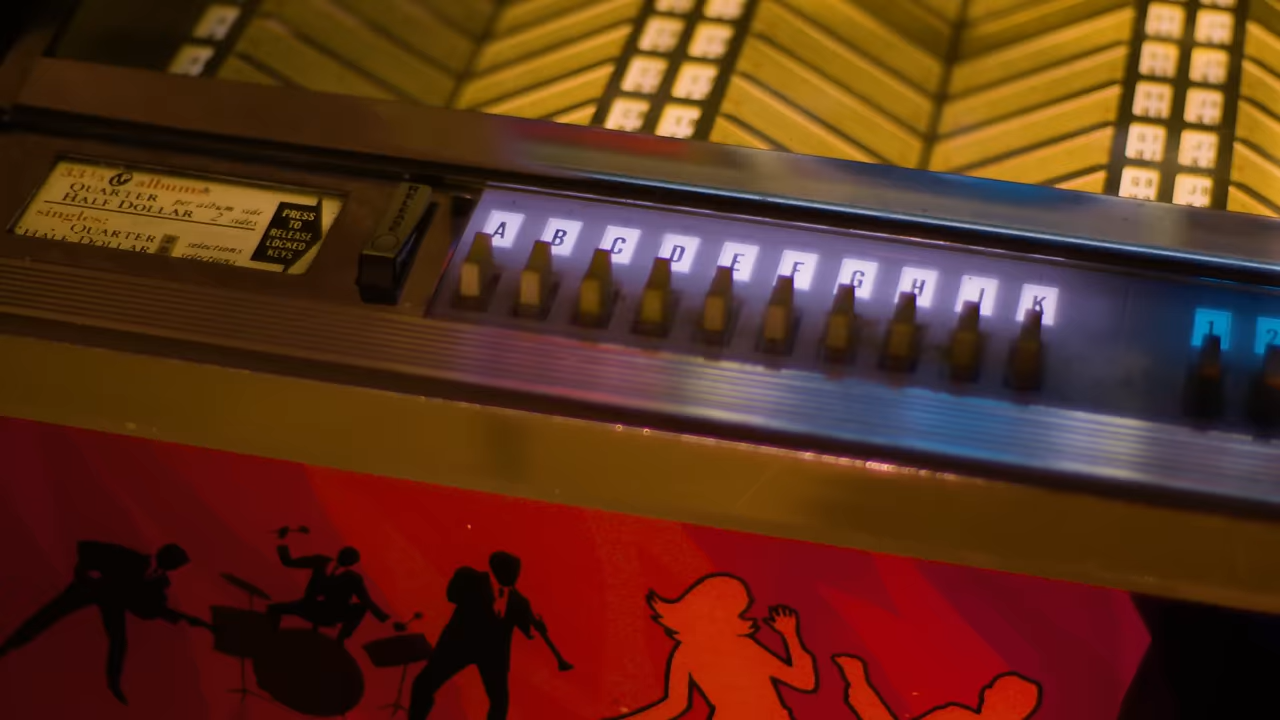 33⅓ albums
QUARTER per album side
HALF DOLLAR 2 sides
singles:
QUARTER selections
HALF DOLLAR selections
PRESS
TO
RELEASE
LOCKED
KEYS
A B C D E F G H J K
1 2